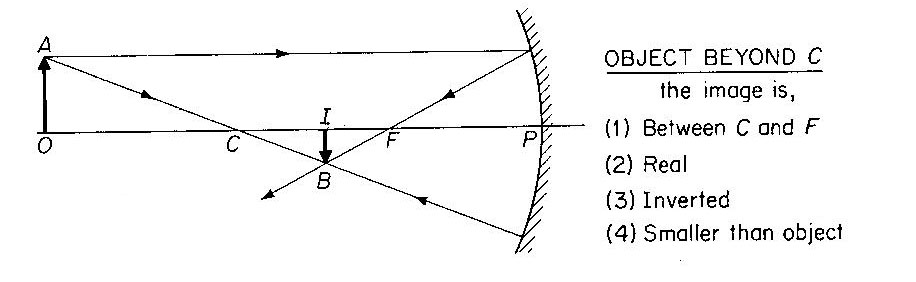 A
O
C
I
B
F
P
OBJECT BEYOND C
the image is,
(1) Between C and F
(2) Real
(3) Inverted
(4) Smaller than object